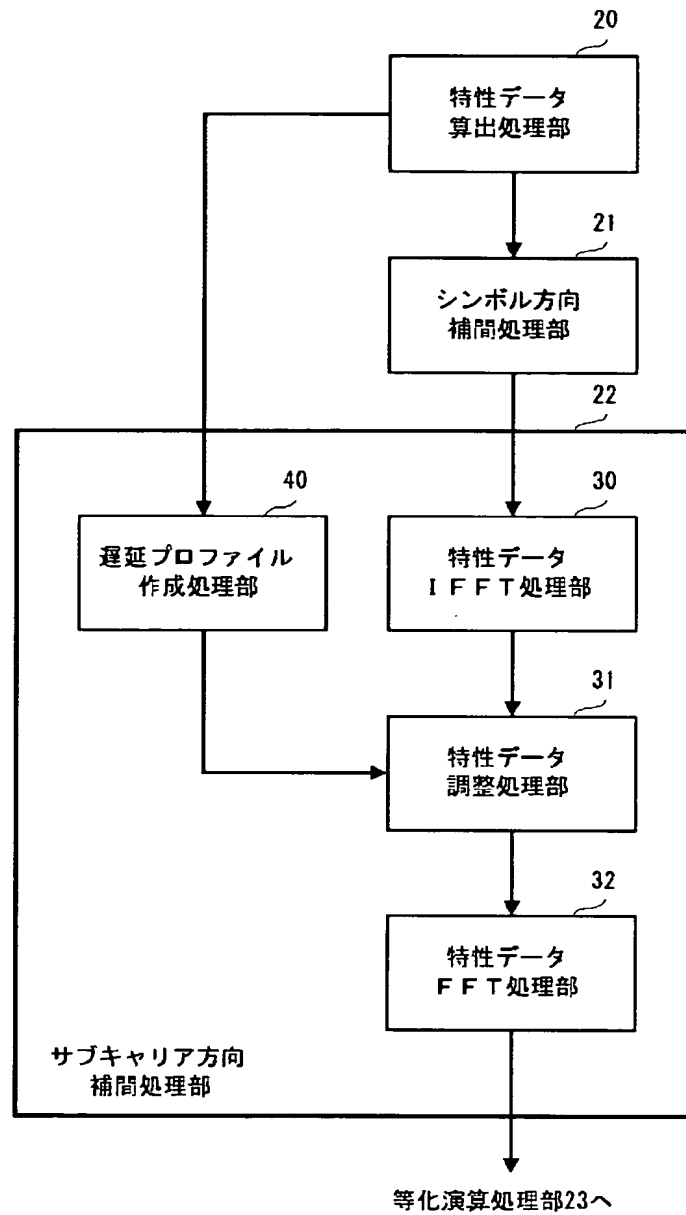 20
特性データ
算出処理部
21
シンボル方向
補間処理部
22
40
遅延プロファイル
作成処理部
30
特性データ
ＩＦＦＴ処理部
31
特性データ
調整処理部
32
特性データ
ＦＦＴ処理部
サブキャリア方向
補間処理部
等化演算処理部23へ